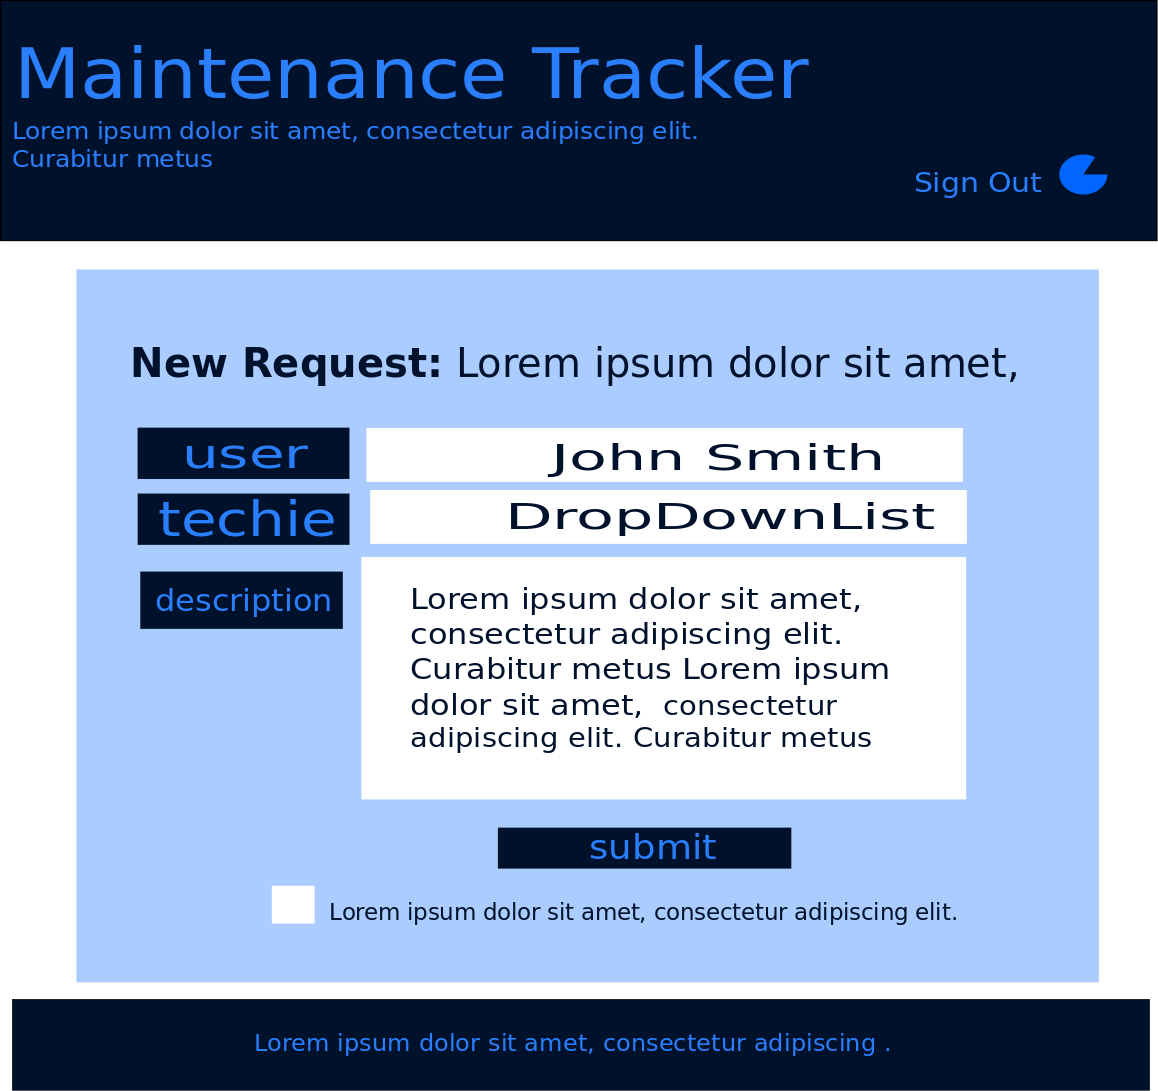 Maintenance Tracker
Lorem ipsum dolor sit amet, consectetur adipiscing elit.
Curabitur metus
Sign Out
New Request: Lorem ipsum dolor sit amet,
user John Smith
techie DropDownList
description
Lorem ipsum dolor sit amet,
consectetur adipiscing elit.
Curabitur metus Lorem ipsum
dolor sit amet, consectetur
adipiscing elit. Curabitur metus
submit
Lorem ipsum dolor sit amet, consectetur adipiscing elit.
Lorem ipsum dolor sit amet, consectetur adipiscing .